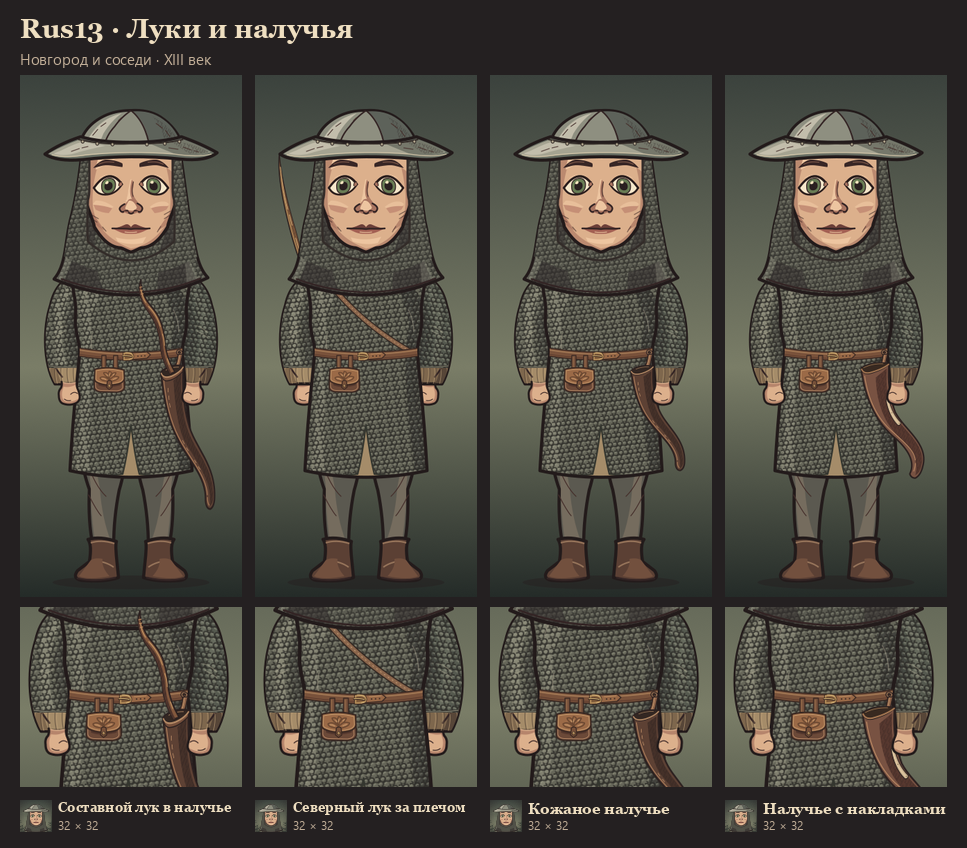 Rus13 · Луки и налучья
Новгород и соседи · XIII век
Составной лук в налучье
32 × 32
Северный лук за плечом
32 × 32
Кожаное налучье
32 × 32
Налучье с накладками
32 × 32